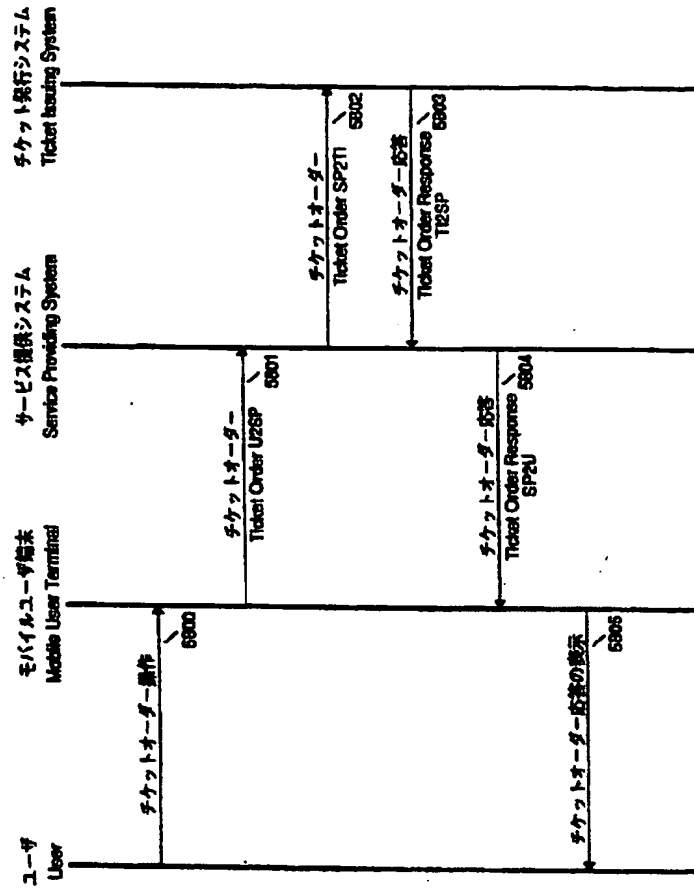 ユーザ
User
モバイルユーザ端末
Mobile User Terminal
サービス提供システム
Service Providing System
チケット発行システム
Ticket Issuing System
チケットオーダー操作
5800
チケットオーダー
Ticket Order U2SP
5801
チケットオーダー
Ticket Order SP2TI
5802
チケットオーダー応答
Ticket Order Response
TI2SP
5803
チケットオーダー応答
Ticket Order Response
SP2U
5804
チケットオーダー応答の表示
5805